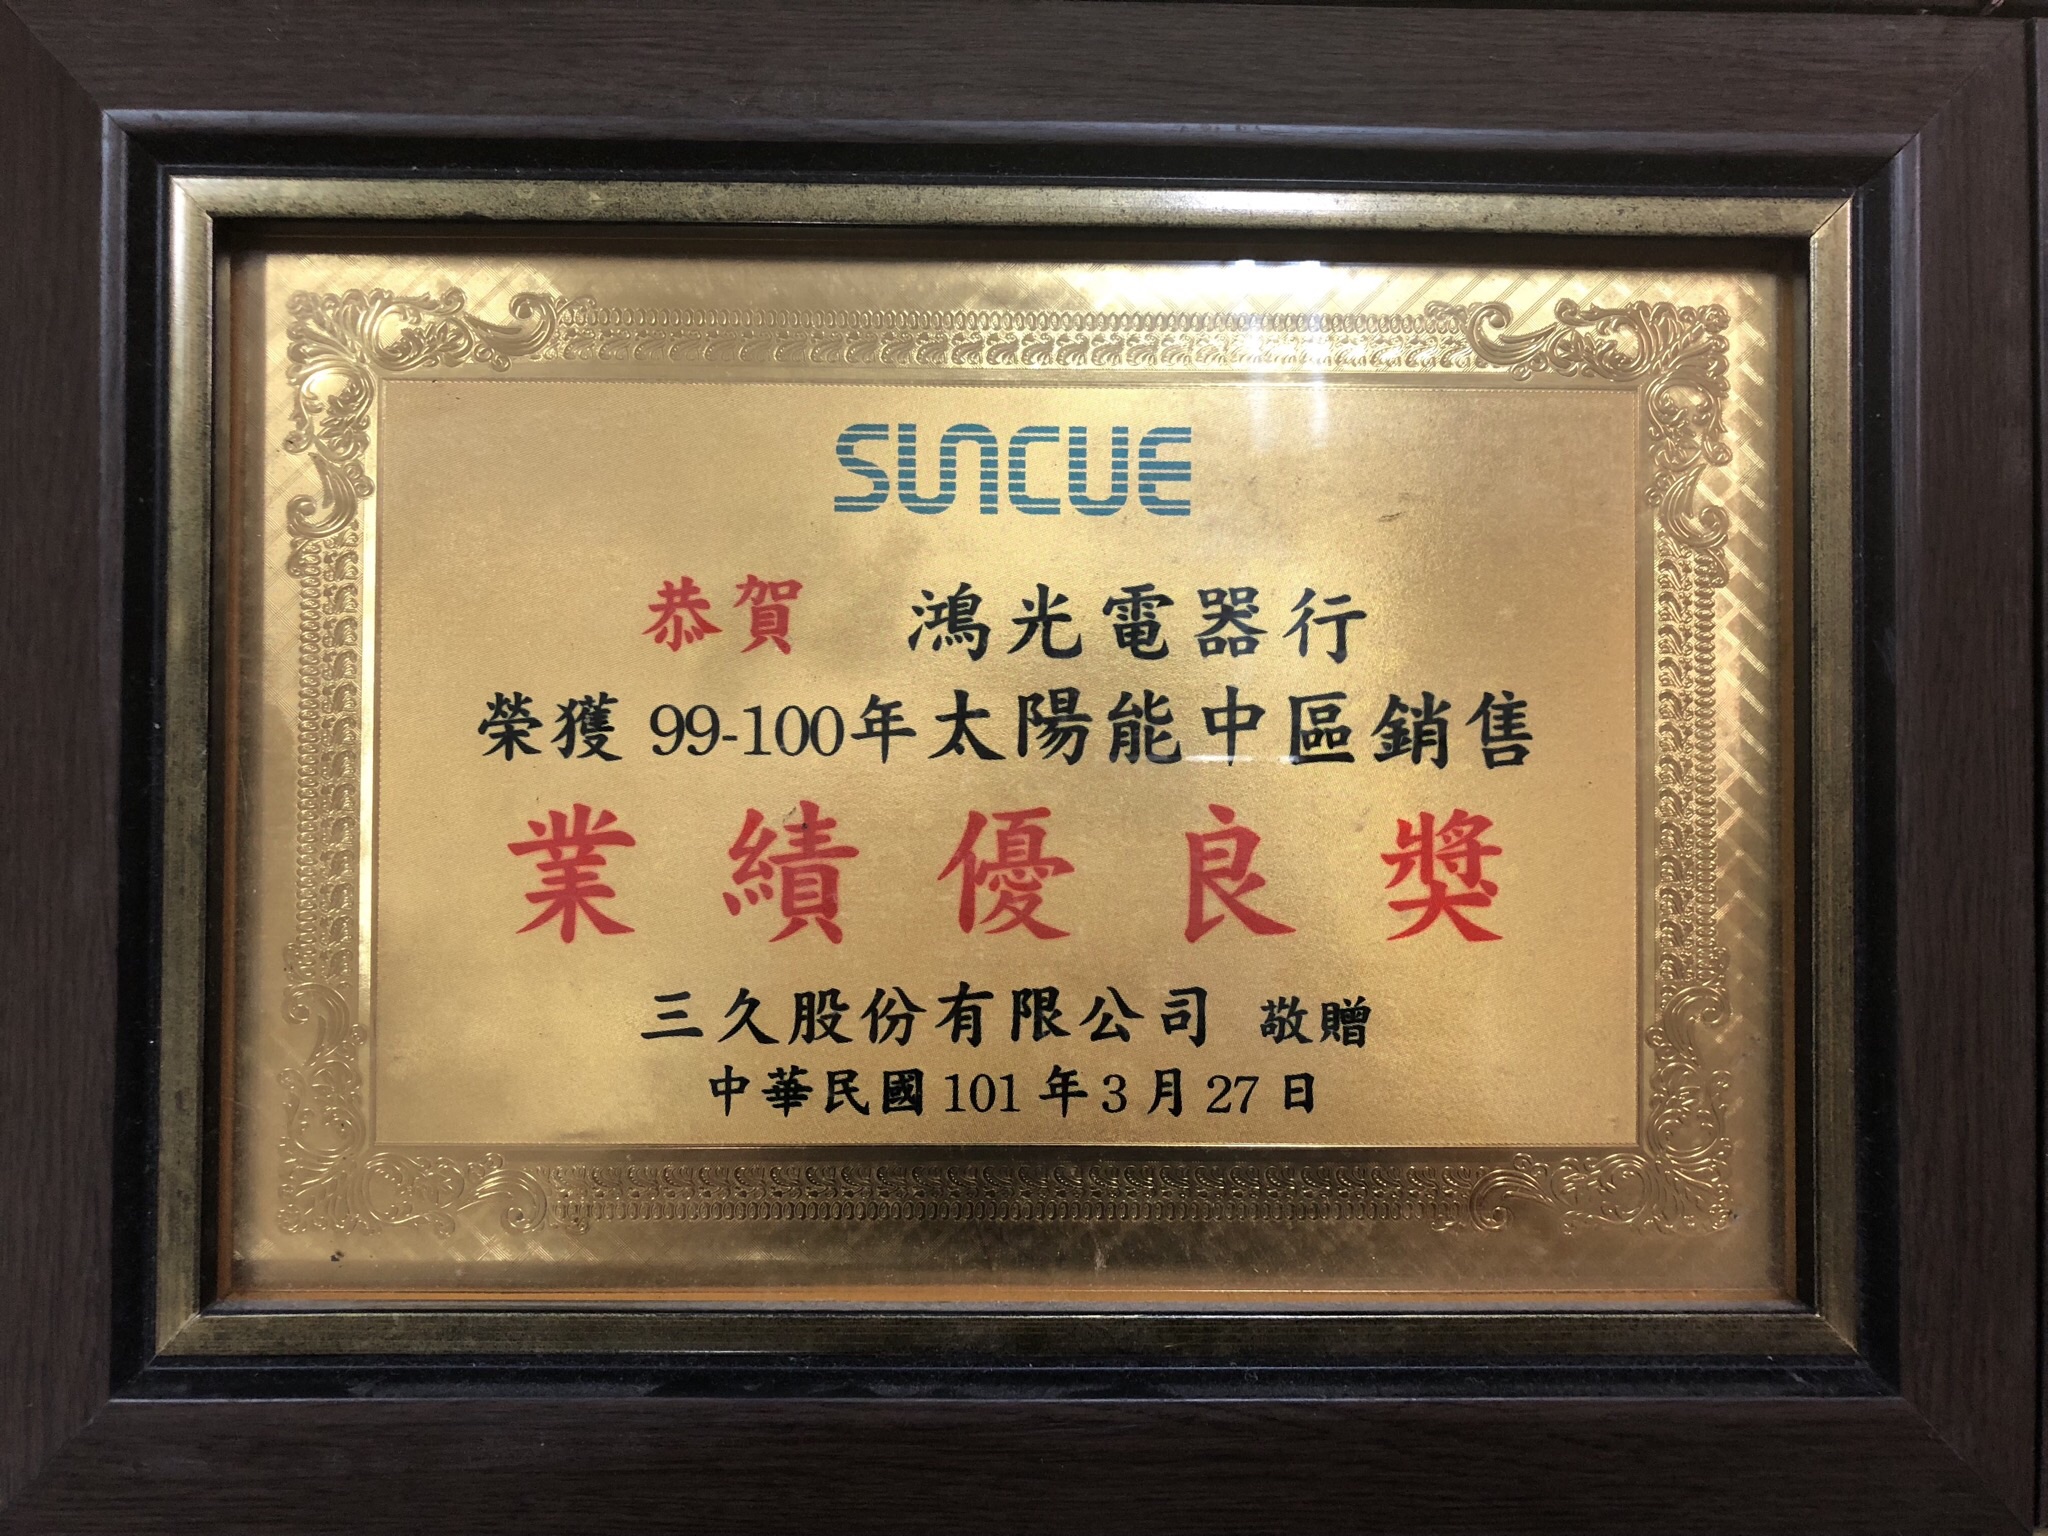 SUNCUE
恭賀 鴻光電器行
榮獲 99-100年太陽能中區銷售
業績優良獎
三久股份有限公司 敬贈
中華民國 101 年 3 月 27 日